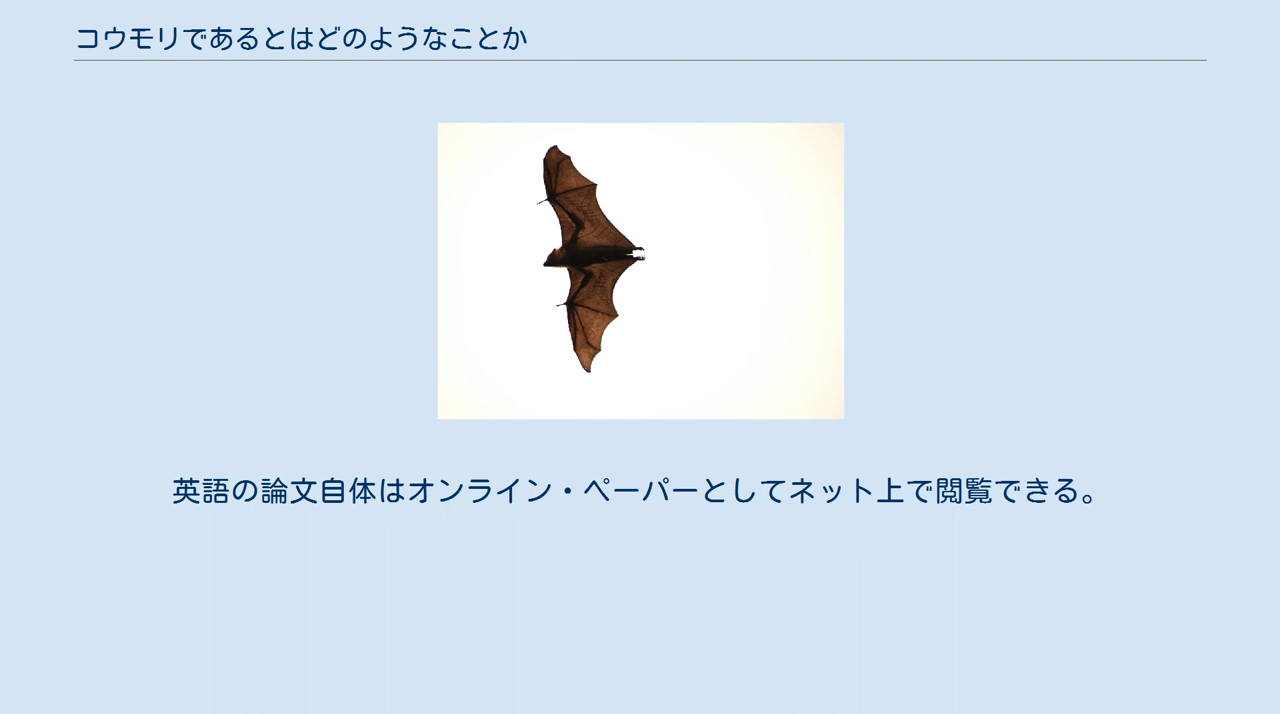 コウモリであるとはどのようなことか
英語の論文自体はオンライン・ペーパーとしてネット上で閲覧できる。